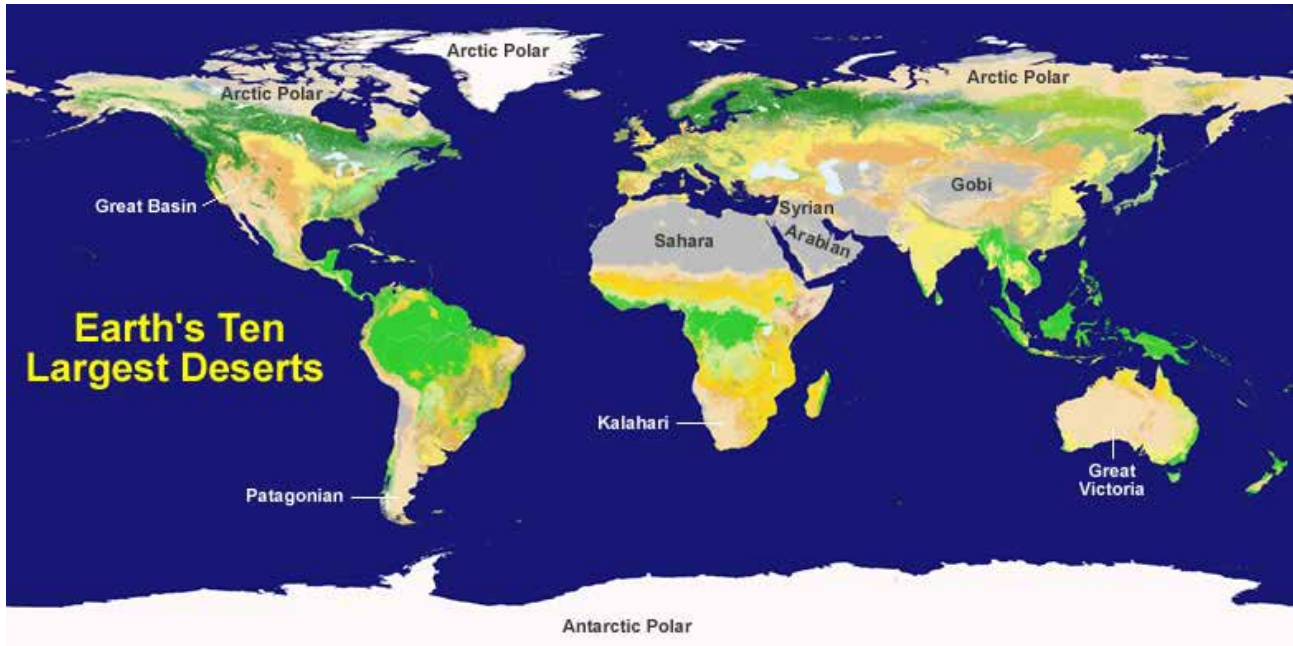 Arctic Polar
Arctic Polar
Arctic Polar
Great Basin
Gobi
Syrian
Arabian
Sahara
Earth's Ten
Largest Deserts
Kalahari
Great
Victoria
Patagonian
Antarctic Polar